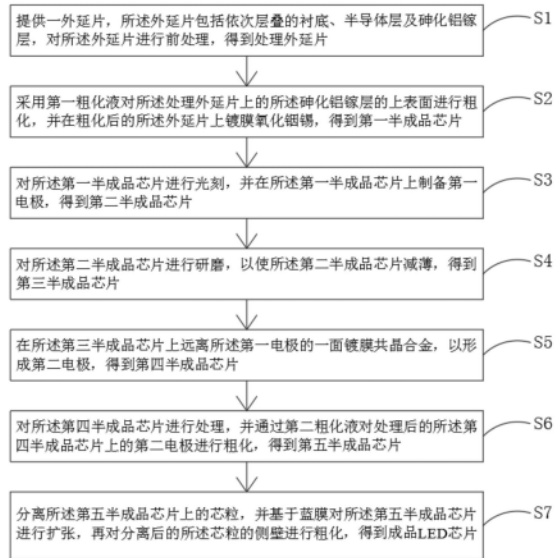 提供一外延片，所述外延片包括依次层叠的衬底、半导体层及砷化铝镓
层，对所述外延片进行前处理，得到处理外延片
S1
采用第一粗化液对所述处理外延片上的所述砷化铝镓层的上表面进行粗
化，并在粗化后的所述外延片上镀膜氧化铟锡，得到第一半成品芯片
S2
对所述第一半成品芯片进行光刻，并在所述第一半成品芯片上制备第一
电极，得到第二半成品芯片
S3
对所述第二半成品芯片进行研磨，以使所述第二半成品芯片减薄，得到
第三半成品芯片
S4
在所述第三半成品芯片上远离所述第一电极的一面镀膜共晶合金，以形
成第二电极，得到第四半成品芯片
S5
对所述第四半成品芯片进行处理，并通过第二粗化液对处理后的所述第
四半成品芯片上的第二电极进行粗化，得到第五半成品芯片
S6
分离所述第五半成品芯片上的芯粒，并基于蓝膜对所述第五半成品芯片
进行扩张，再对分离后的所述芯粒的侧壁进行粗化，得到成品LED芯片
S7